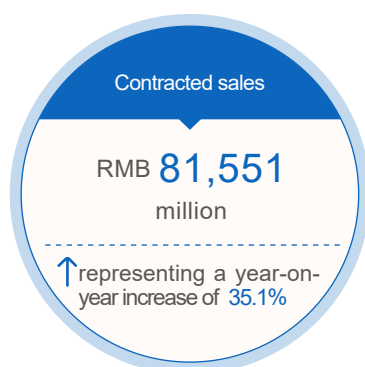 Contracted sales
RMB 81,551
million
representing a year-on-
year increase of 35.1%